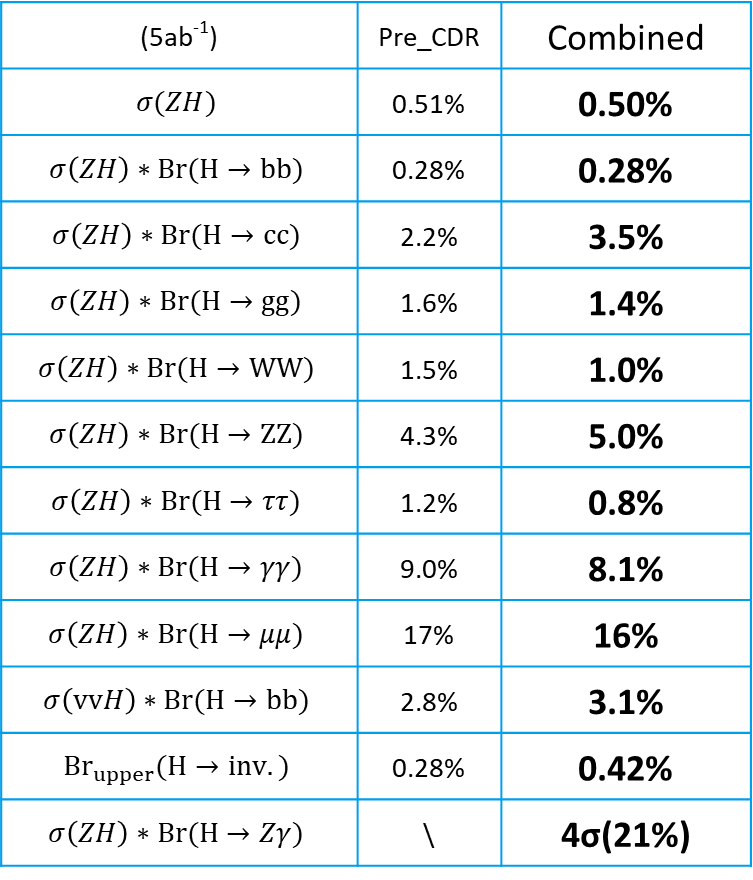 (5ab⁻¹) Pre_CDR Combined
σ(ZH) 0.51% 0.50%
σ(ZH) ∗ Br(H → bb) 0.28% 0.28%
σ(ZH) ∗ Br(H → cc) 2.2% 3.5%
σ(ZH) ∗ Br(H → gg) 1.6% 1.4%
σ(ZH) ∗ Br(H → WW) 1.5% 1.0%
σ(ZH) ∗ Br(H → ZZ) 4.3% 5.0%
σ(ZH) ∗ Br(H → ττ) 1.2% 0.8%
σ(ZH) ∗ Br(H → γγ) 9.0% 8.1%
σ(ZH) ∗ Br(H → μμ) 17% 16%
σ(vvH) ∗ Br(H → bb) 2.8% 3.1%
Br_upper(H → inv.) 0.28% 0.42%
σ(ZH) ∗ Br(H → Zγ) \ 4σ(21%)